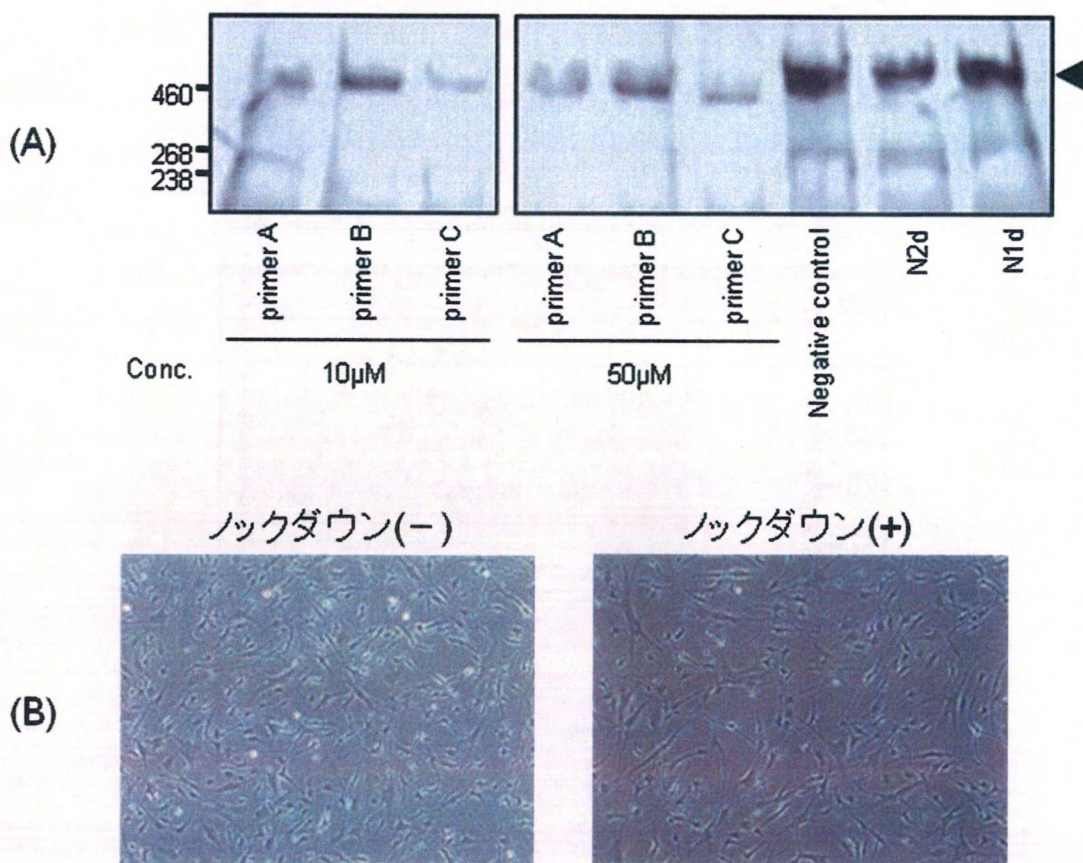 (A)
460
268
238
primer A
primer B
primer C
primer A
primer B
primer C
Negative control
N2d
N1d
Conc.
10μM
50μM
ノックダウン(−)
ノックダウン(+)
(B)